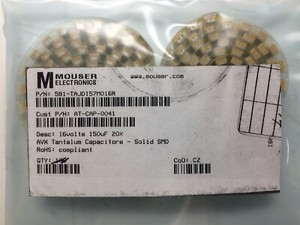 M MOUSER
ELECTRONICS
www.mouser.com
P/N: 581-TAJD157M016R
Cust P/N: AT-CAP-0041
Desc: 16volts 150uF 20%
AVX Tantalum Capacitors - Solid SMD
RoHS: compliant
QTY:
CoO: CZ